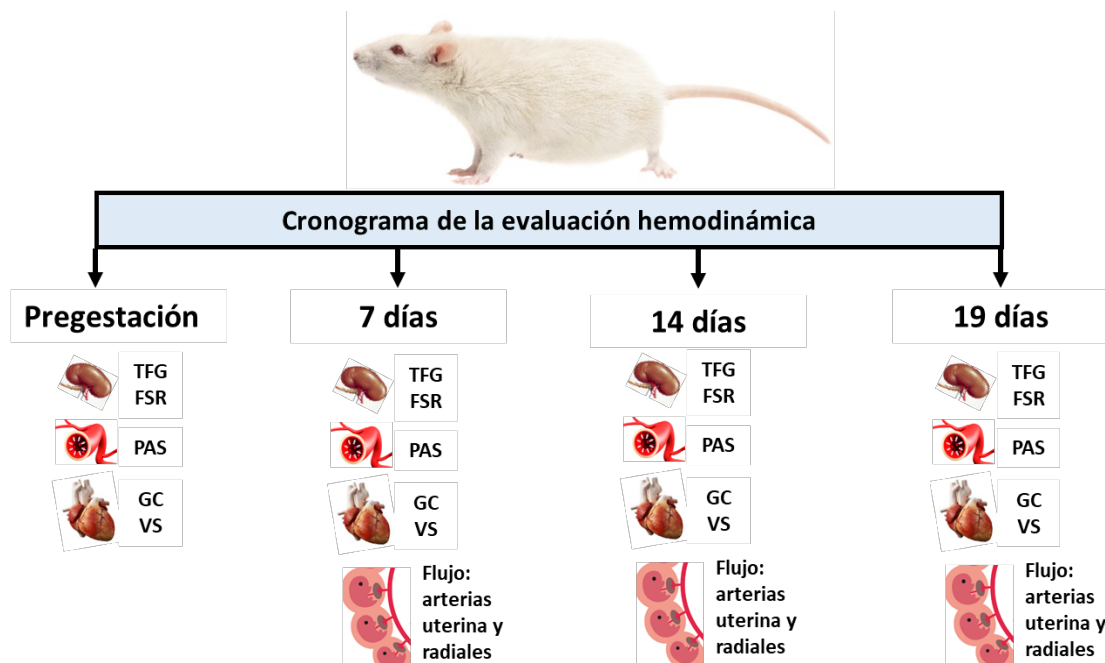 Cronograma de la evaluación hemodinámica
Pregestación
TFG
FSR
PAS
GC
VS
7 días
TFG
FSR
PAS
GC
VS
Flujo:
arterias
uterina y
radiales
14 días
TFG
FSR
PAS
GC
VS
Flujo:
arterias
uterina y
radiales
19 días
TFG
FSR
PAS
GC
VS
Flujo:
arterias
uterina y
radiales